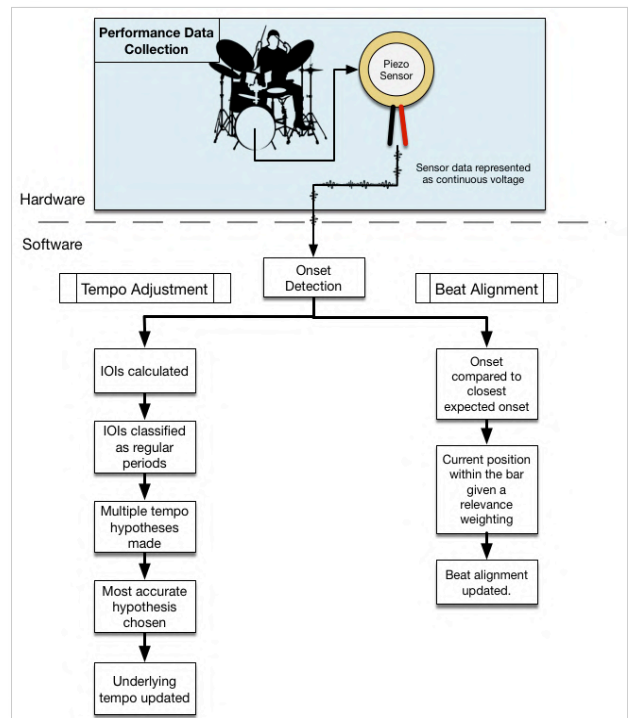 Performance Data
Collection
Piezo
Sensor
Sensor data represented
as continuous voltage
Hardware
Software
Onset
Detection
Tempo Adjustment
Beat Alignment
IOIs calculated
IOIs classified
as regular
periods
Multiple tempo
hypotheses
made
Most accurate
hypothesis
chosen
Underlying
tempo updated
Onset
compared to
closest
expected onset
Current position
within the bar
given a
relevance
weighting
Beat alignment
updated.